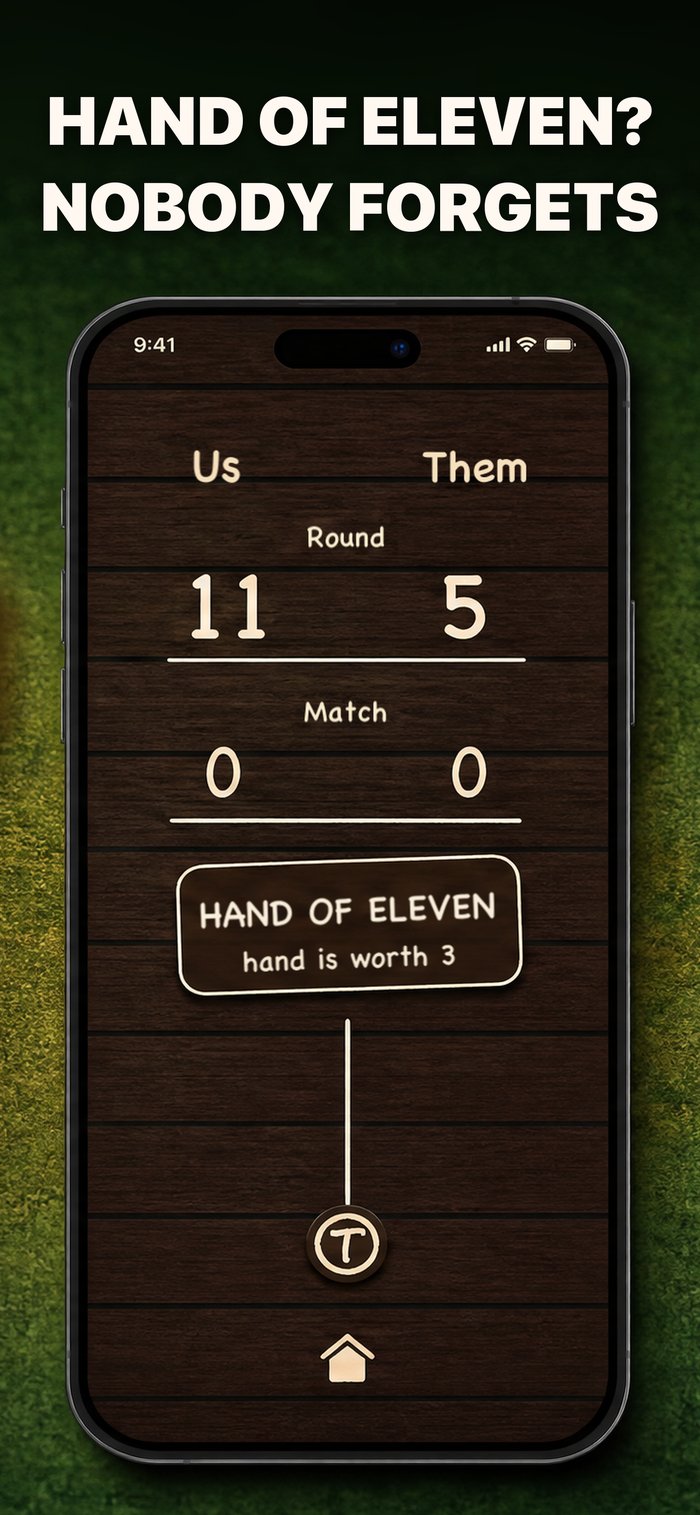 HAND OF ELEVEN?
NOBODY FORGETS
9:41
Us Them
Round
11 5
Match
0 0
HAND OF ELEVEN
hand is worth 3
T